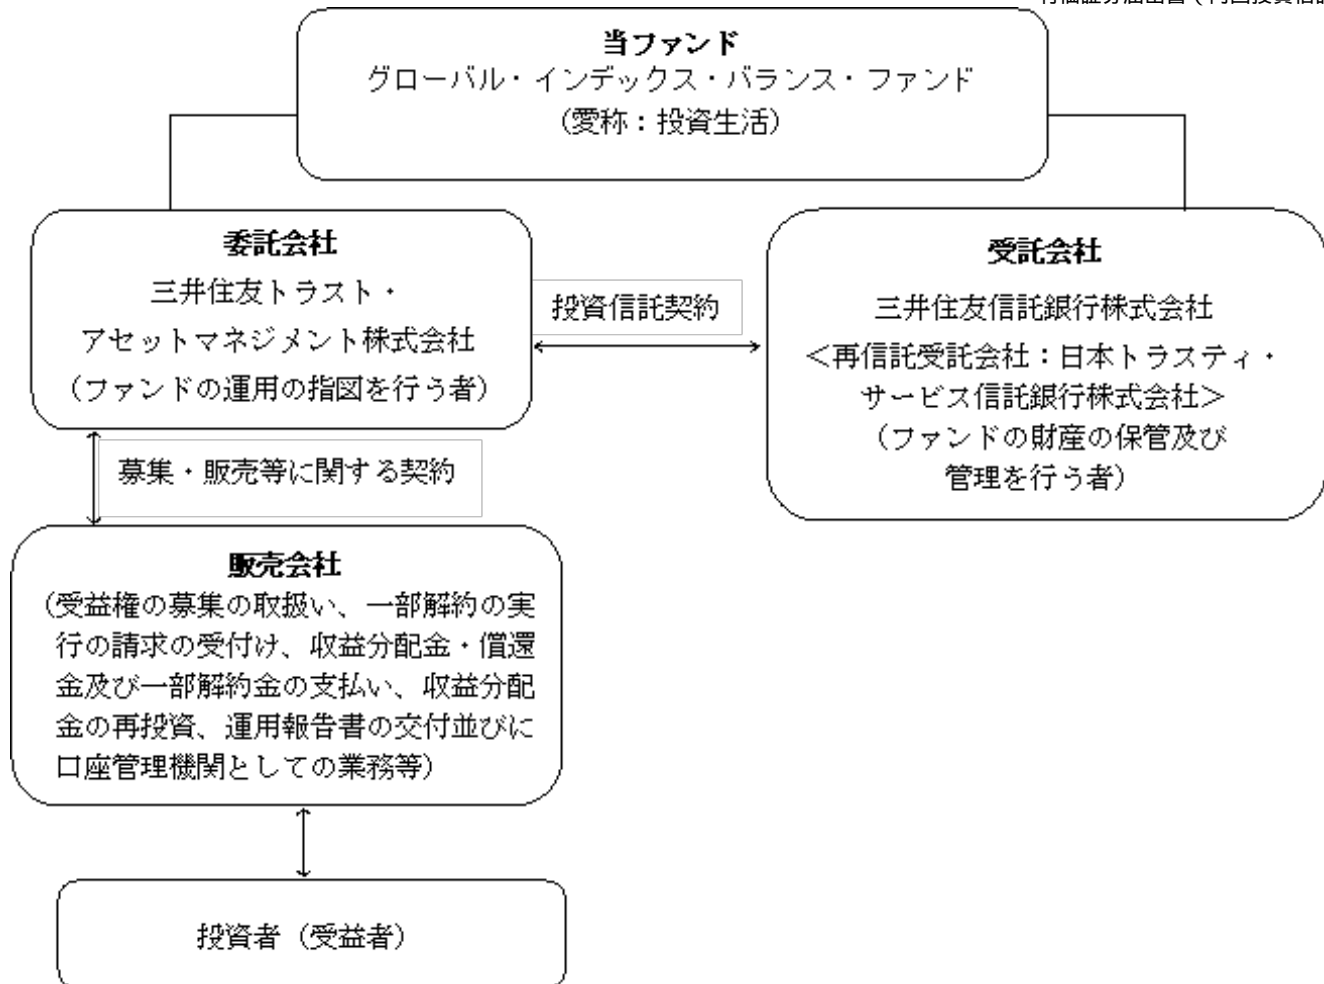 当ファンド
グローバル・インデックス・バランス・ファンド
（愛称：投資生活）
委託会社
三井住友トラスト・
アセットマネジメント株式会社
（ファンドの運用の指図を行う者）
投資信託契約
受託会社
三井住友信託銀行株式会社
＜再信託受託会社：日本トラスティ・
サービス信託銀行株式会社＞
（ファンドの財産の保管及び
管理を行う者）
募集・販売等に関する契約
販売会社
（受益権の募集の取扱い、一部解約の実
行の請求の受付け、収益分配金・償還
金及び一部解約金の支払い、収益分配
金の再投資、運用報告書の交付並びに
口座管理機関としての業務等）
投資者（受益者）